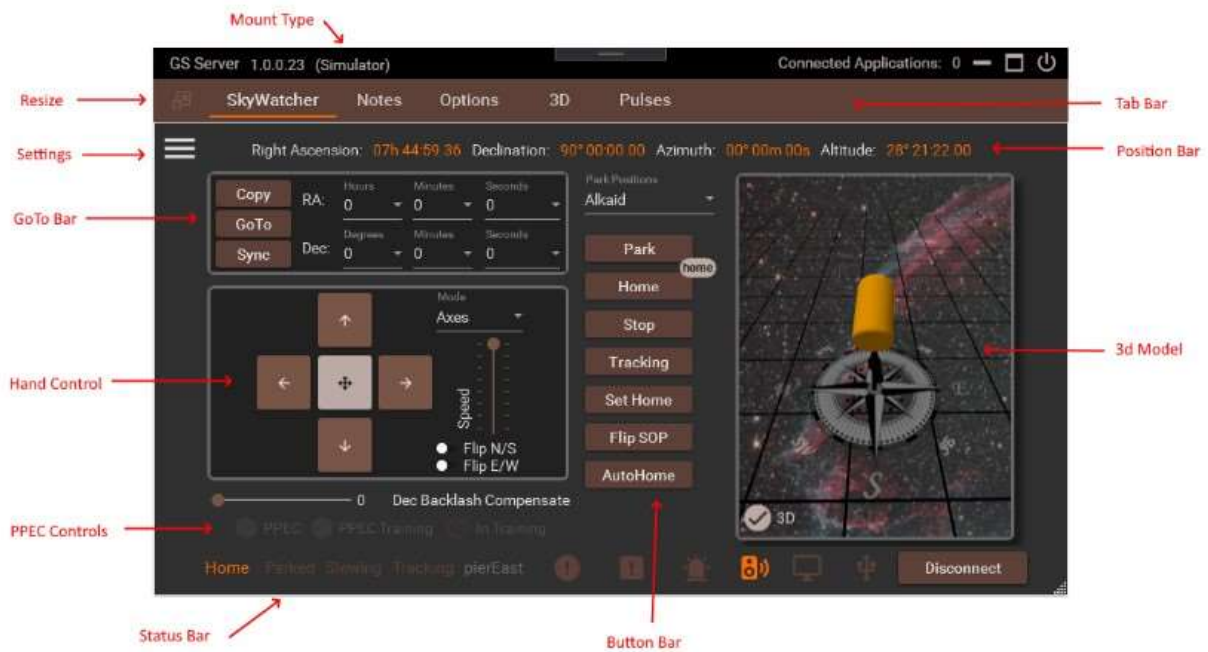 Mount Type
GS Server 1.0.0.23 (Simulator) Connected Applications: 0
Resize
SkyWatcher Notes Options 3D Pulses
Tab Bar
Settings
Right Ascension: 07h 44:59.36 Declination: 90° 00:00.00 Azimuth: 00° 00m 00s Altitude: 28° 21:22.00
Position Bar
GoTo Bar
Copy
GoTo
Sync
RA:
Hours Minutes Seconds
0 0 0
Dec:
Degrees Minutes Seconds
0 0 0
Park Positions
Alkaid
Park
home
Home
Stop
Tracking
Set Home
Flip SOP
AutoHome
Hand Control
Mode
Axes
Speed
Flip N/S
Flip E/W
3d Model
E
S
3D
0 Dec Backlash Compensate
PPEC Controls
PPEC PPEC Training In Training
Home Parked Slewing Tracking pierEast
Disconnect
Status Bar
Button Bar